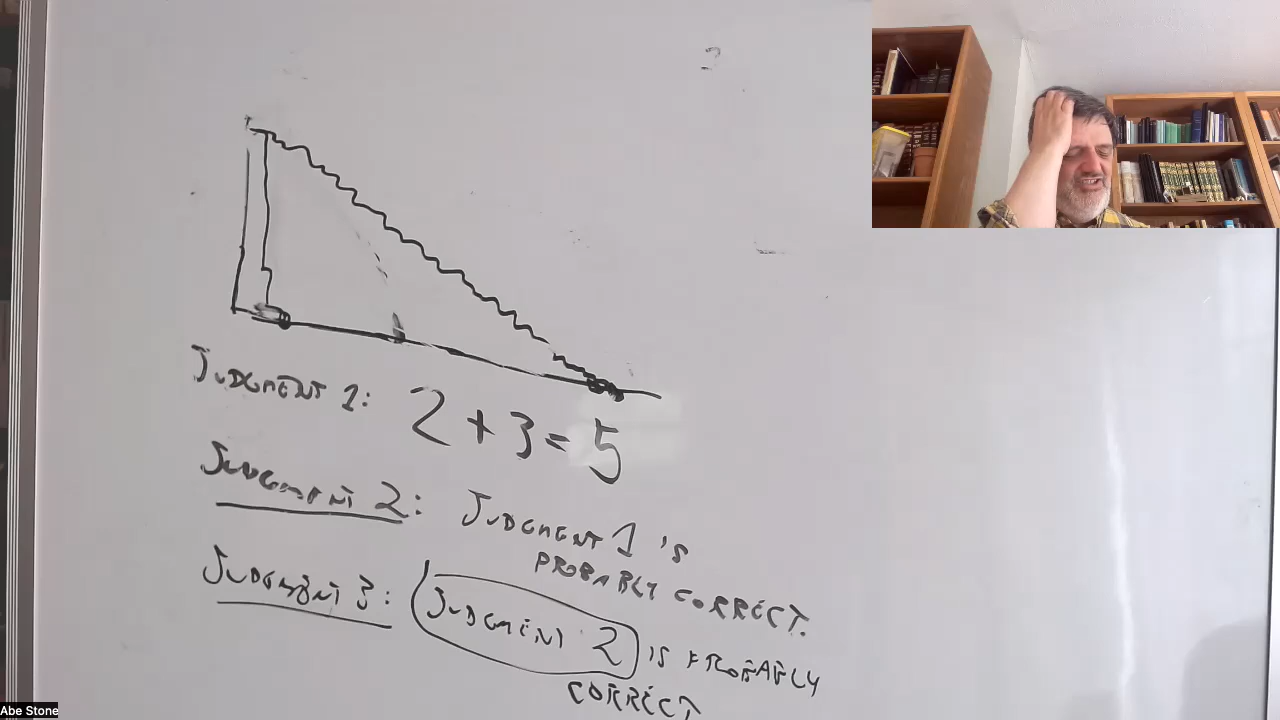 JUDGMENT 1: 2 + 3 = 5
JUDGMENT 2: JUDGMENT 1 is
PROBABLY CORRECT.
JUDGMENT 3: JUDGMENT 2 is PROBABLY
CORRECT
Abe Stone